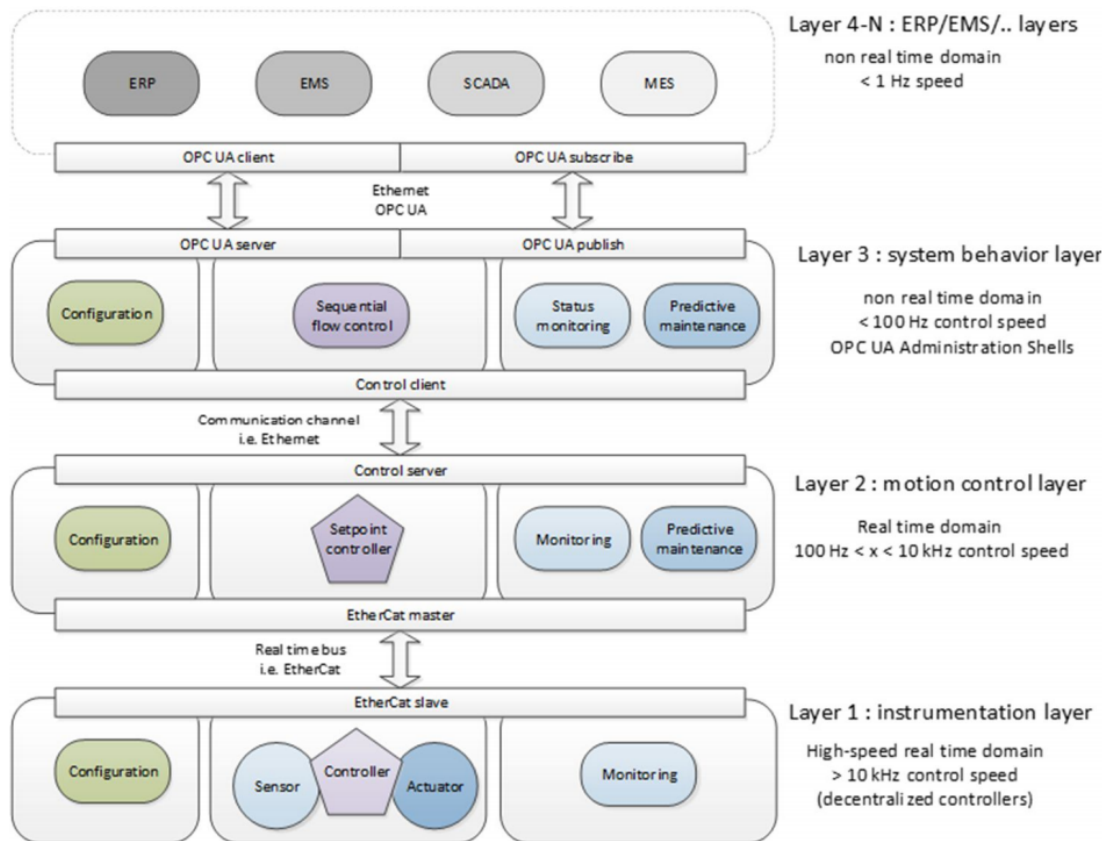 Layer 4-N : ERP/EMS/.. layers
non real time domain
< 1 Hz speed
ERP
EMS
SCADA
MES
OPC UA client
OPC UA subscribe
Ethernet
OPC UA
OPC UA server
OPC UA publish
Layer 3 : system behavior layer
non real time domain
< 100 Hz control speed
OPC UA Administration Shells
Configuration
Sequential
flow control
Status
monitoring
Predictive
maintenance
Control client
Communication channel
i.e. Ethernet
Control server
Layer 2 : motion control layer
Real time domain
100 Hz < x < 10 kHz control speed
Configuration
Setpoint
controller
Monitoring
Predictive
maintenance
EtherCat master
Real time bus
i.e. EtherCat
EtherCat slave
Layer 1 : instrumentation layer
High-speed real time domain
> 10 kHz control speed
(decentralized controllers)
Configuration
Sensor
Controller
Actuator
Monitoring